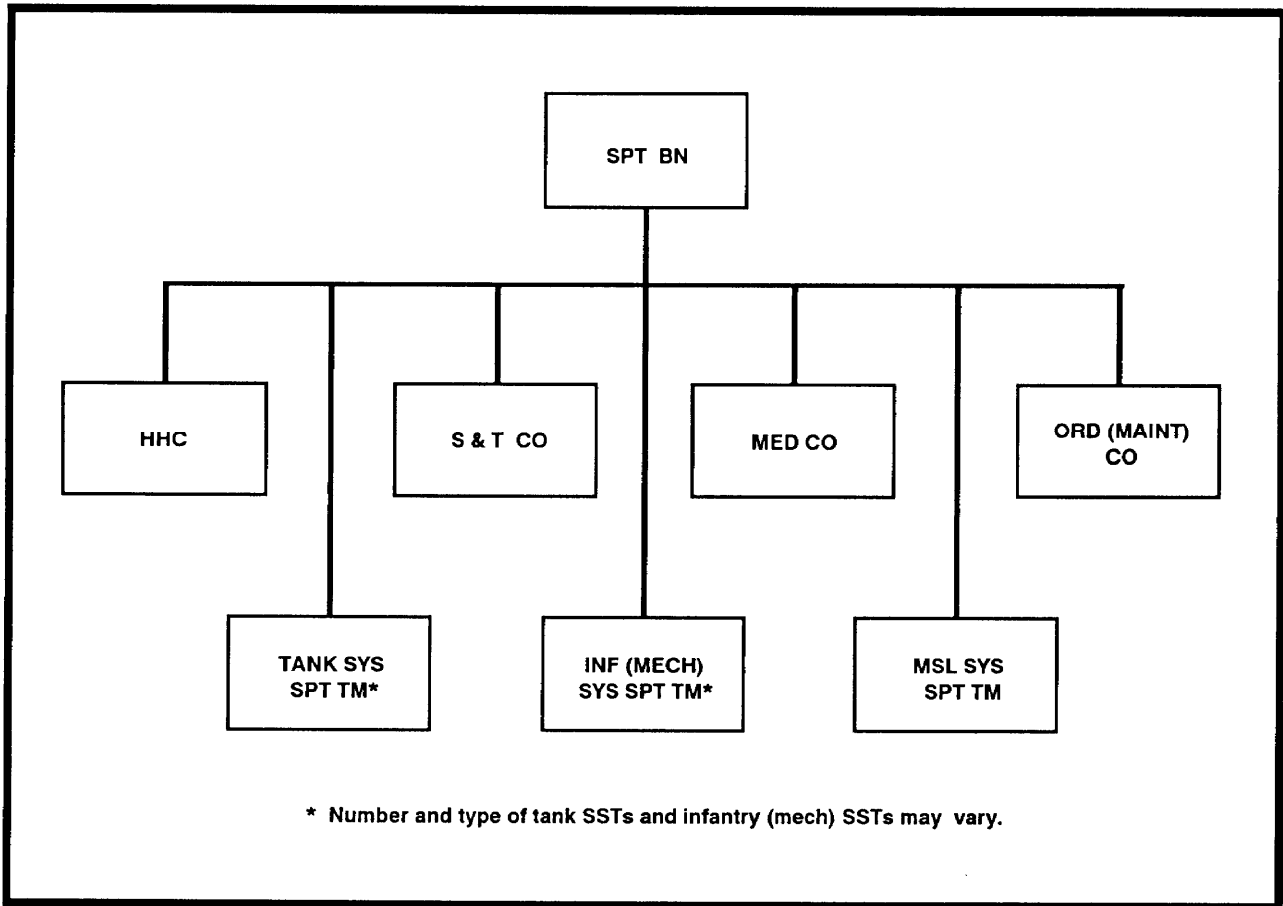 SPT BN
HHC
S & T CO
MED CO
ORD (MAINT)
CO
TANK SYS
SPT TM*
INF (MECH)
SYS SPT TM*
MSL SYS
SPT TM
* Number and type of tank SSTs and infantry (mech) SSTs may vary.